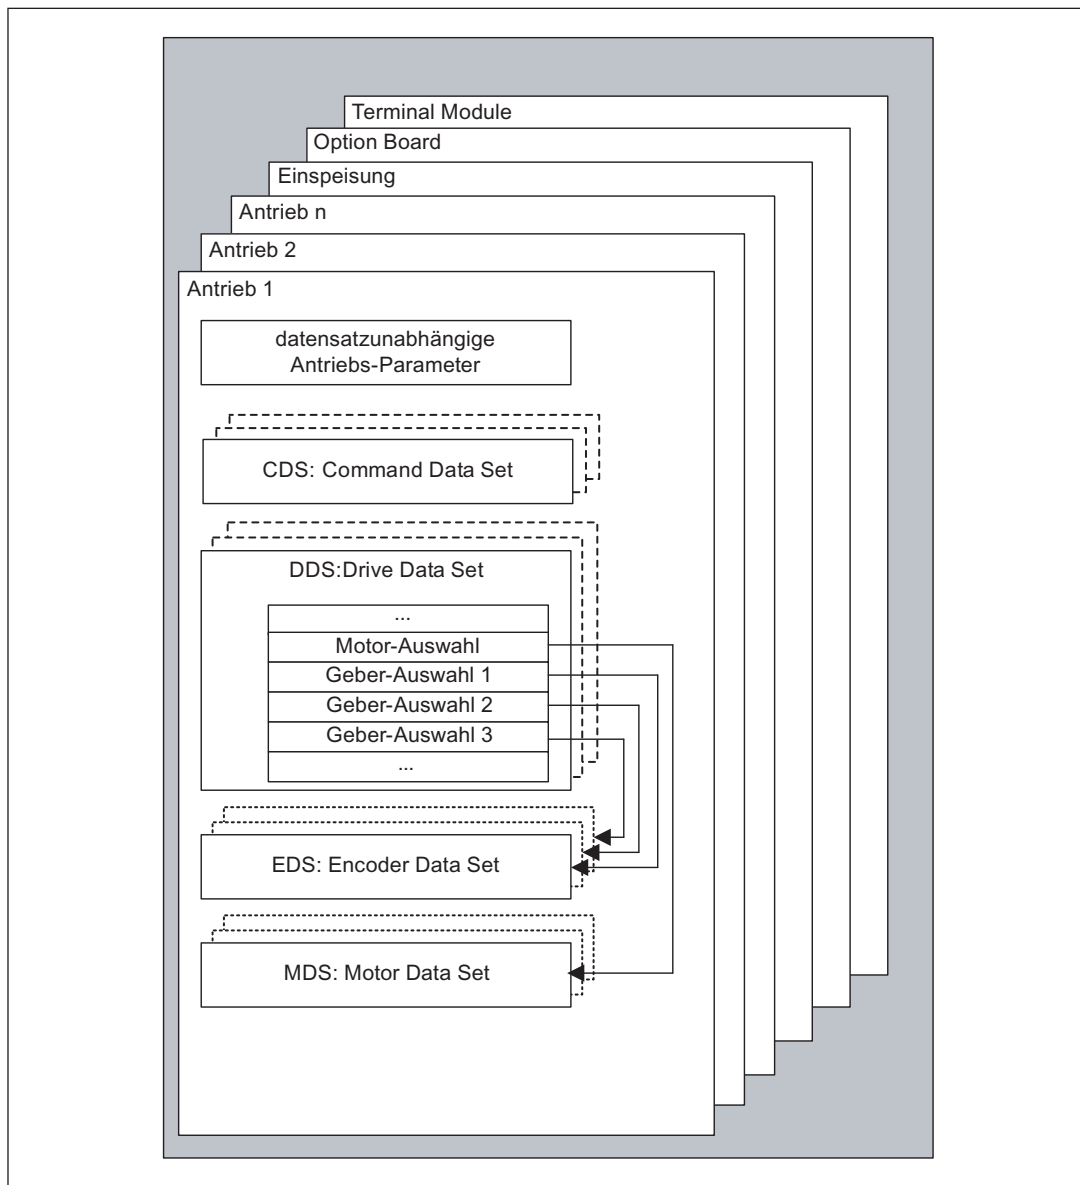 Terminal Module
Option Board
Einspeisung
Antrieb n
Antrieb 2
Antrieb 1
datensatzunabhängige
Antriebs-Parameter
CDS: Command Data Set
DDS:Drive Data Set
...
Motor-Auswahl
Geber-Auswahl 1
Geber-Auswahl 2
Geber-Auswahl 3
...
EDS: Encoder Data Set
MDS: Motor Data Set